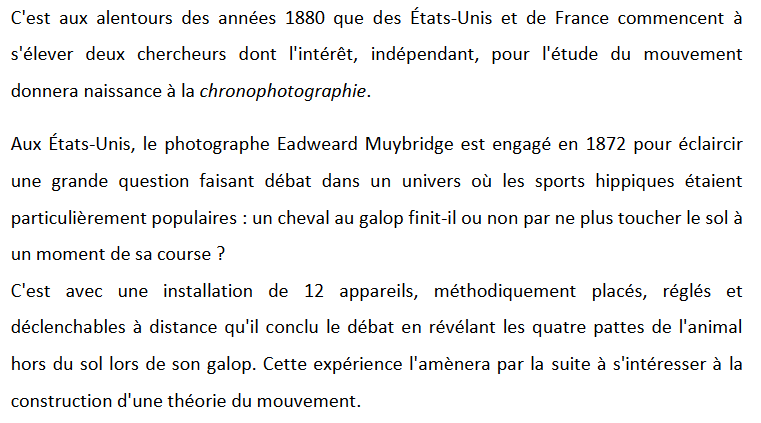 C'est aux alentours des années 1880 que des États-Unis et de France commencent à
s'élever deux chercheurs dont l'intérêt, indépendant, pour l'étude du mouvement
donnera naissance à la chronophotographie.
Aux États-Unis, le photographe Eadweard Muybridge est engagé en 1872 pour éclaircir
une grande question faisant débat dans un univers où les sports hippiques étaient
particulièrement populaires : un cheval au galop finit-il ou non par ne plus toucher le sol à
un moment de sa course ?
C'est avec une installation de 12 appareils, méthodiquement placés, réglés et
déclenchables à distance qu'il conclu le débat en révélant les quatre pattes de l'animal
hors du sol lors de son galop. Cette expérience l'amènera par la suite à s'intéresser à la
construction d'une théorie du mouvement.